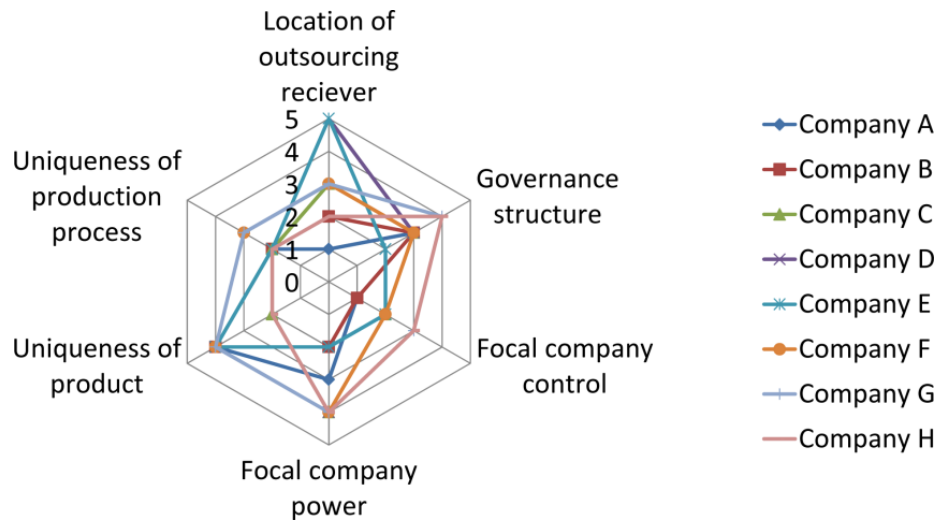 Location of
outsourcing
reciever
5
4
3
2
1
0
Uniqueness of
production
process
Governance
structure
Uniqueness of
product
Focal company
control
Focal company
power
Company A
Company B
Company C
Company D
Company E
Company F
Company G
Company H